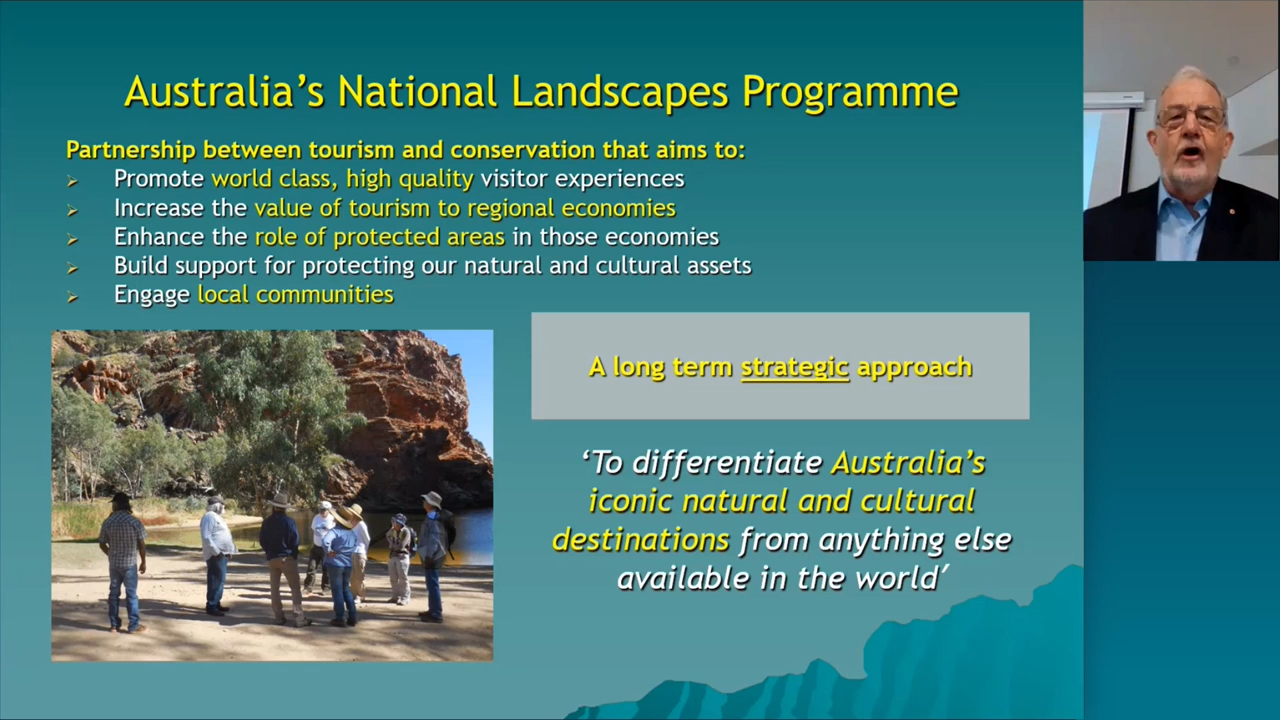 Australia’s National Landscapes Programme
Partnership between tourism and conservation that aims to:
Promote world class, high quality visitor experiences
Increase the value of tourism to regional economies
Enhance the role of protected areas in those economies
Build support for protecting our natural and cultural assets
Engage local communities
A long term strategic approach
‘To differentiate Australia’s
iconic natural and cultural
destinations from anything else
available in the world’